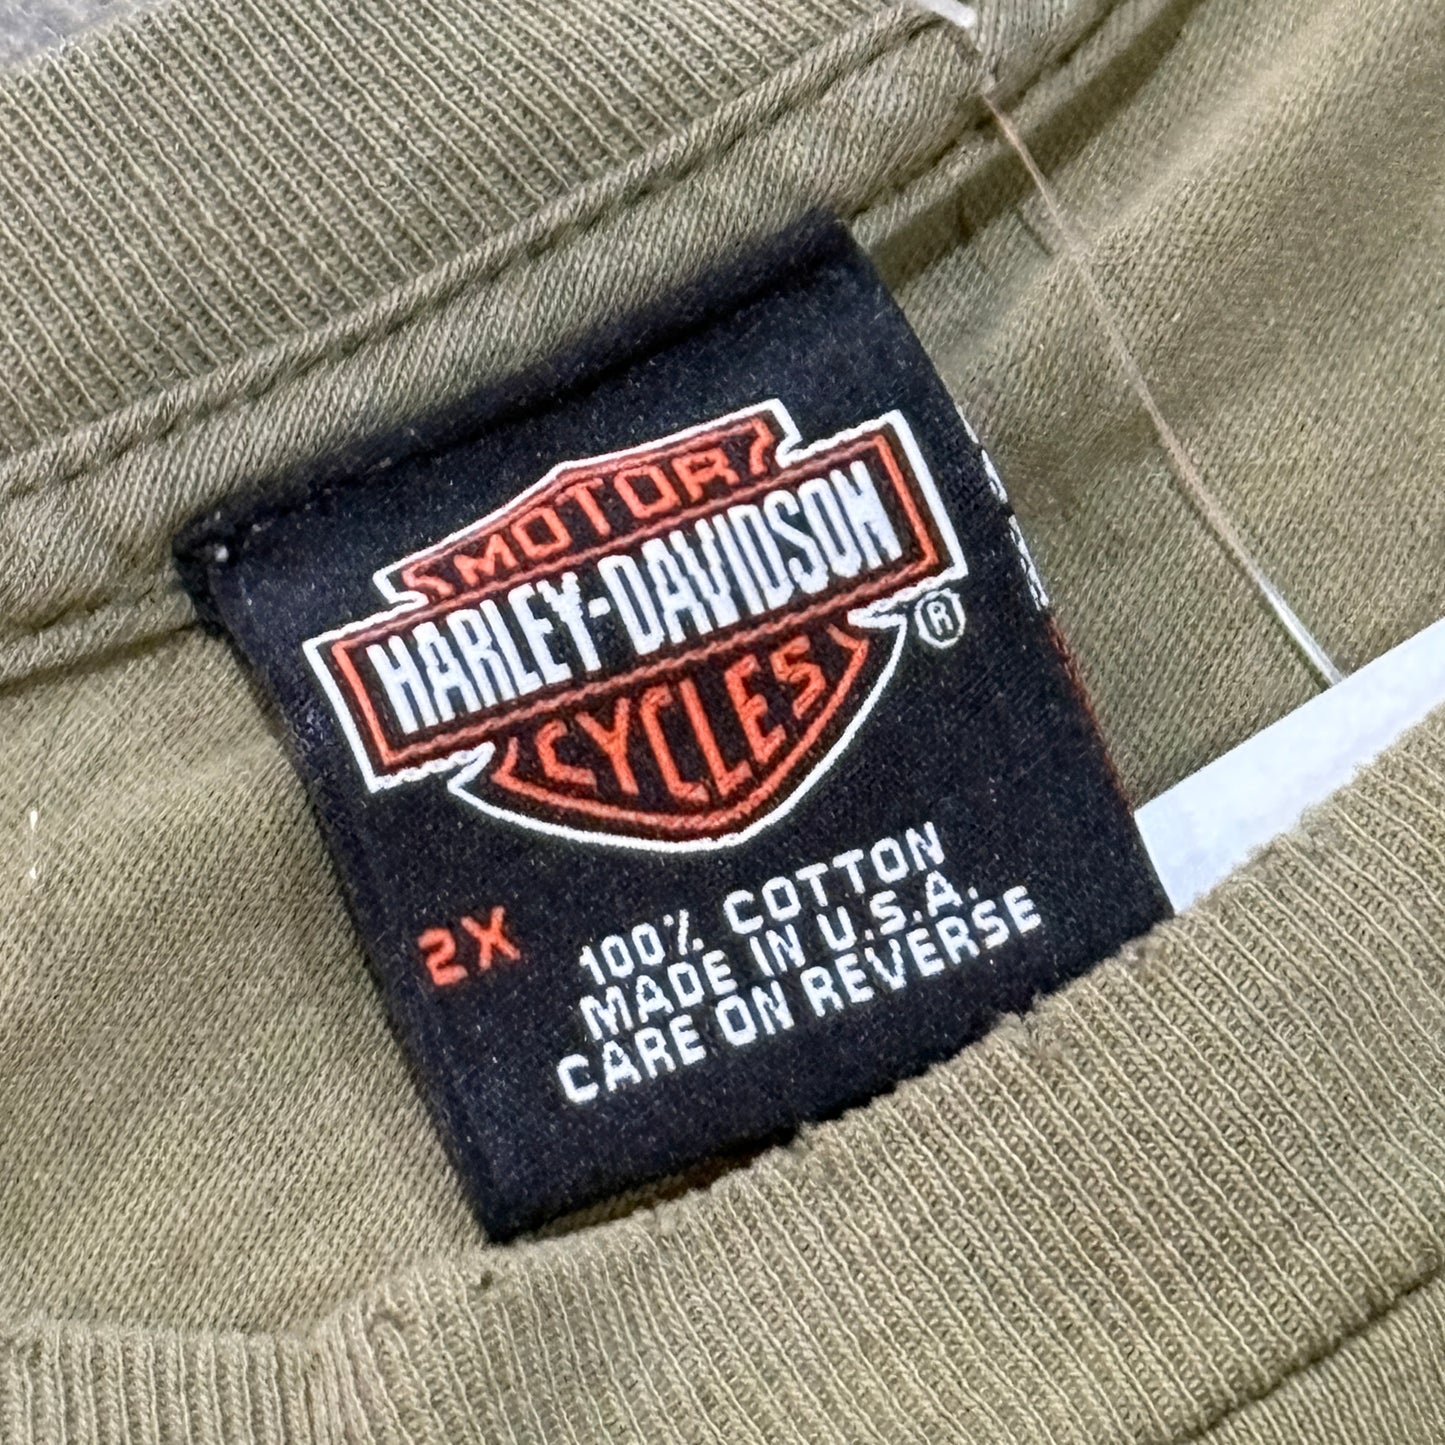 MOTOR
HARLEY-DAVIDSON
CYCLES
®
2X
100% COTTON
MADE IN U.S.A.
CARE ON REVERSE